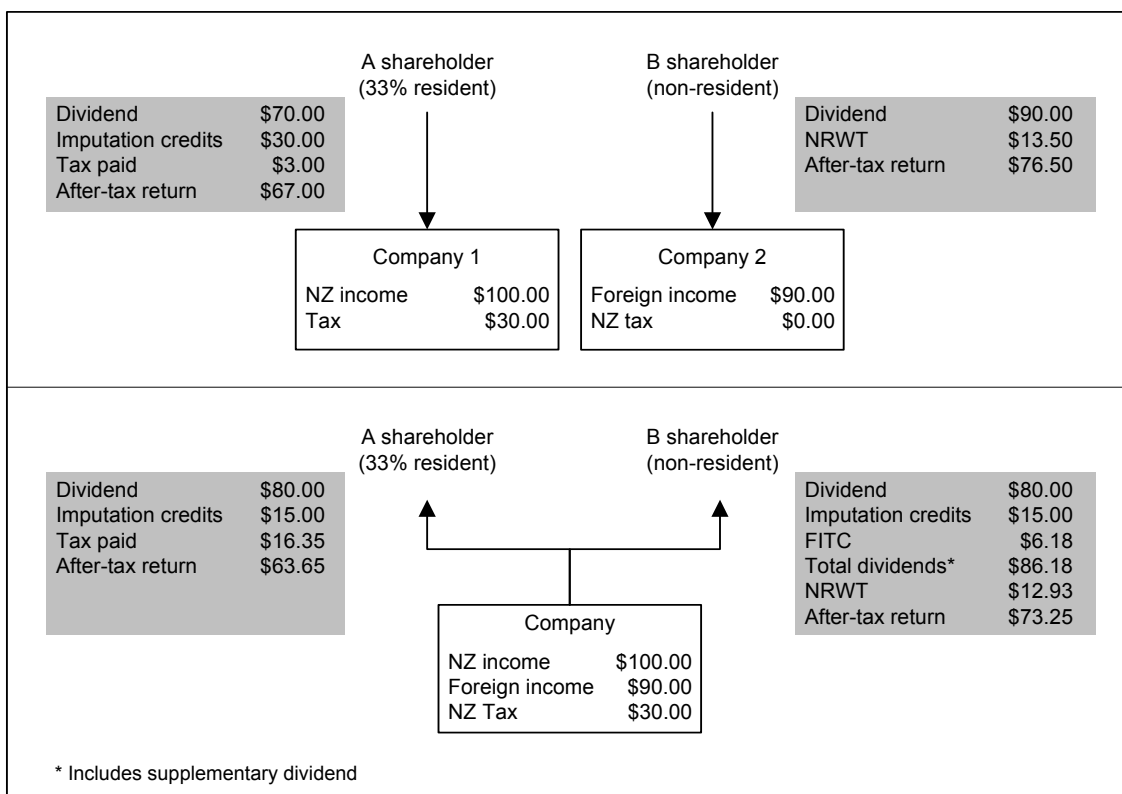 A shareholder
(33% resident)
B shareholder
(non-resident)
Dividend $70.00
Imputation credits $30.00
Tax paid $3.00
After-tax return $67.00
Dividend $90.00
NRWT $13.50
After-tax return $76.50
Company 1
NZ income $100.00
Tax $30.00
Company 2
Foreign income $90.00
NZ tax $0.00
A shareholder
(33% resident)
B shareholder
(non-resident)
Dividend $80.00
Imputation credits $15.00
Tax paid $16.35
After-tax return $63.65
Dividend $80.00
Imputation credits $15.00
FITC $6.18
Total dividends* $86.18
NRWT $12.93
After-tax return $73.25
Company
NZ income $100.00
Foreign income $90.00
NZ Tax $30.00
* Includes supplementary dividend